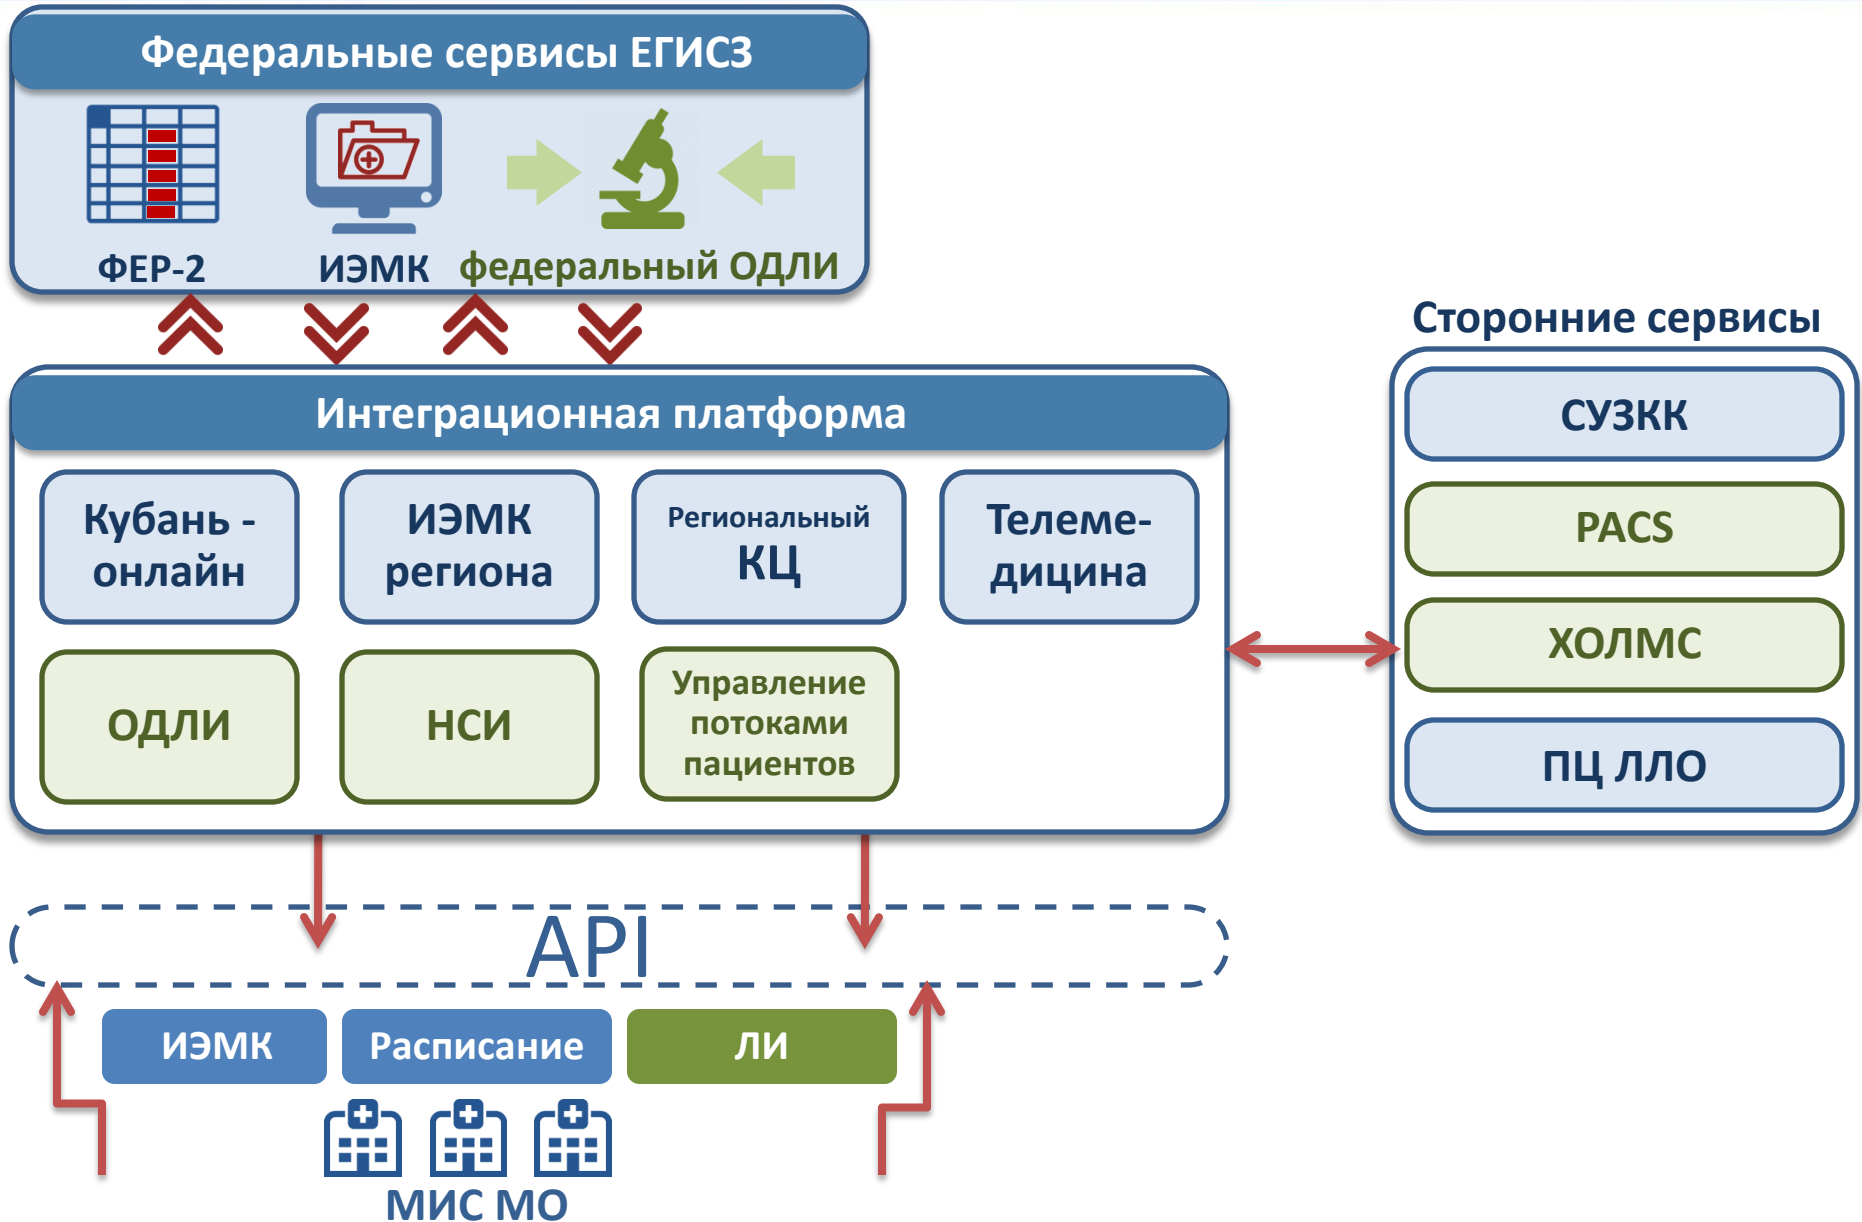 Федеральные сервисы ЕГИСЗ
ФЕР-2
ИЭМК
федеральный ОДЛИ
Интеграционная платформа
Кубань -
онлайн
ИЭМК
региона
Региональный
КЦ
Телеме-
дицина
ОДЛИ
НСИ
Управление
потоками
пациентов
Сторонние сервисы
СУЗКК
PACS
ХОЛМС
ПЦ ЛЛО
API
ИЭМК
Расписание
ЛИ
МИС МО